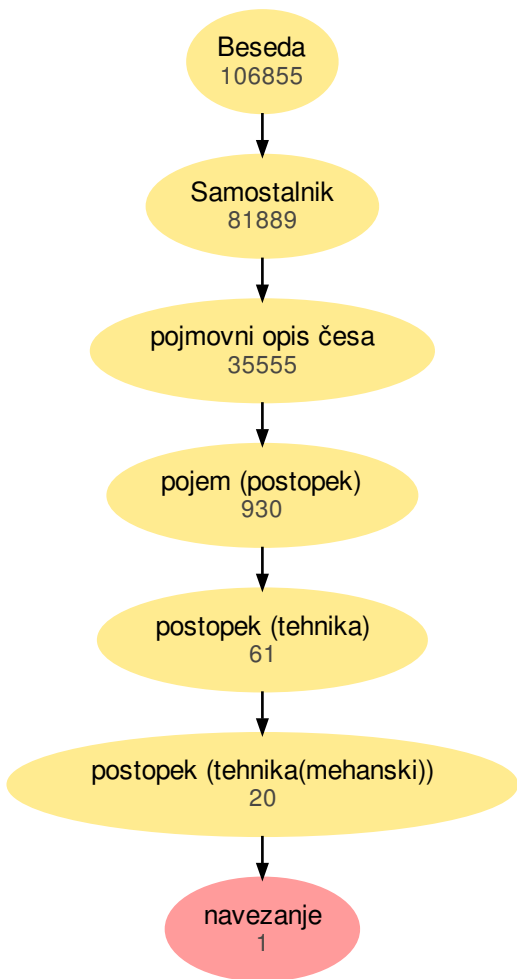 Beseda
106855
Samostalnik
81889
pojmovni opis česa
35555
pojem (postopek)
930
postopek (tehnika)
61
postopek (tehnika(mehanski))
20
navezanje
1